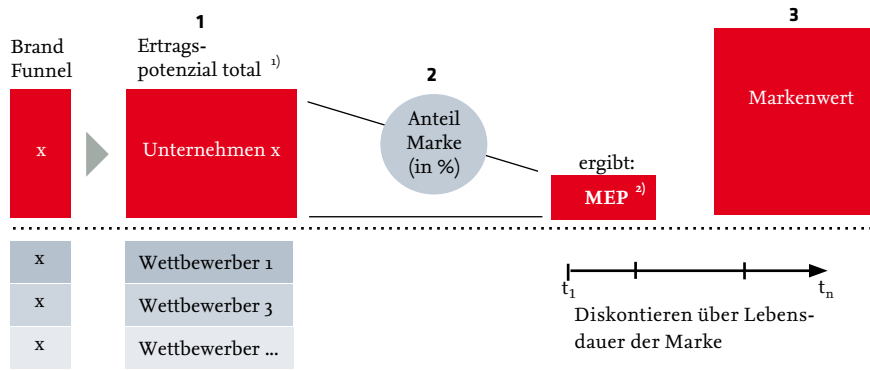 1
3
Brand
Funnel
Ertrags-
potenzial total 1)
2
x
Unternehmen x
Anteil
Marke
(in %)
ergibt:
MEP 2)
Markenwert
x
Wettbewerber 1
x
Wettbewerber 3
x
Wettbewerber ...
t1
tn
Diskontieren über Lebens-
dauer der Marke